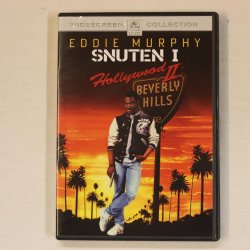 WIDESCREEN COLLECTION
EDDIE MURPHY
SNUTEN I
Hollywood II
BEVERLY HILLS